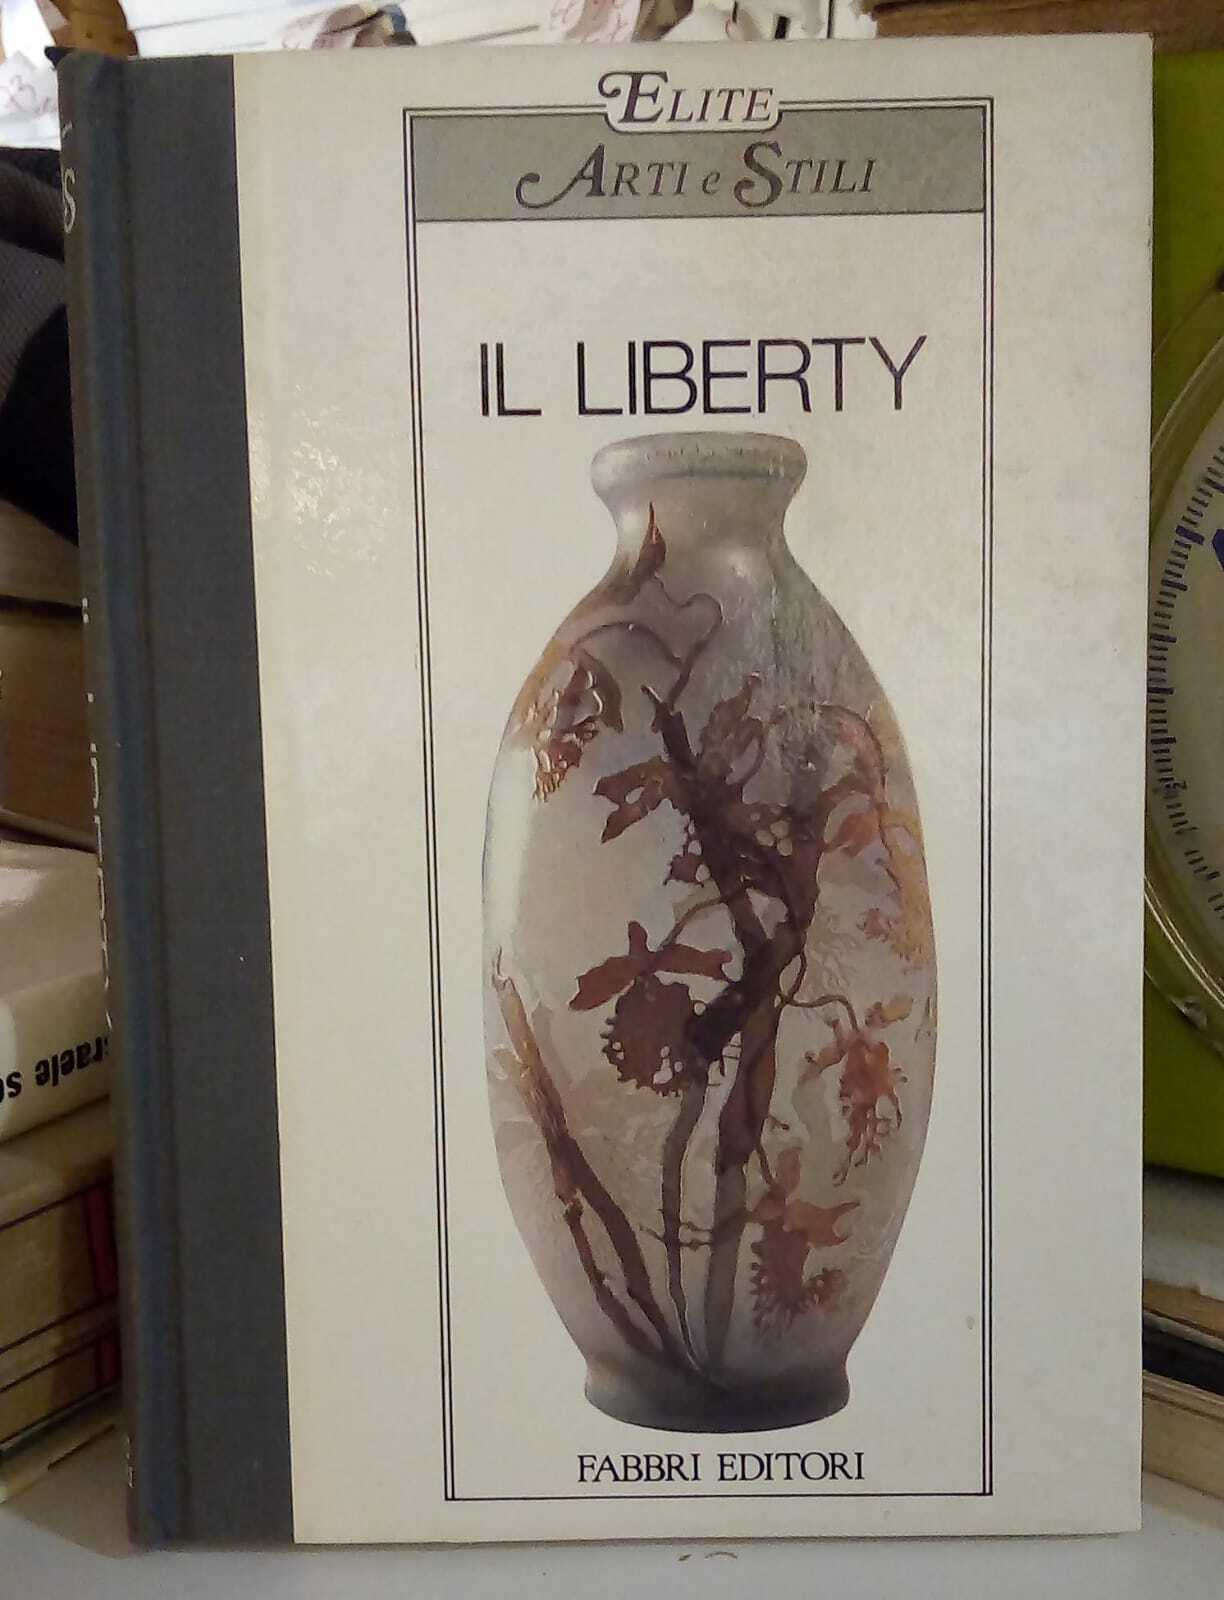 ELITE
ARTI e STILI
IL LIBERTY
FABBRI EDITORI